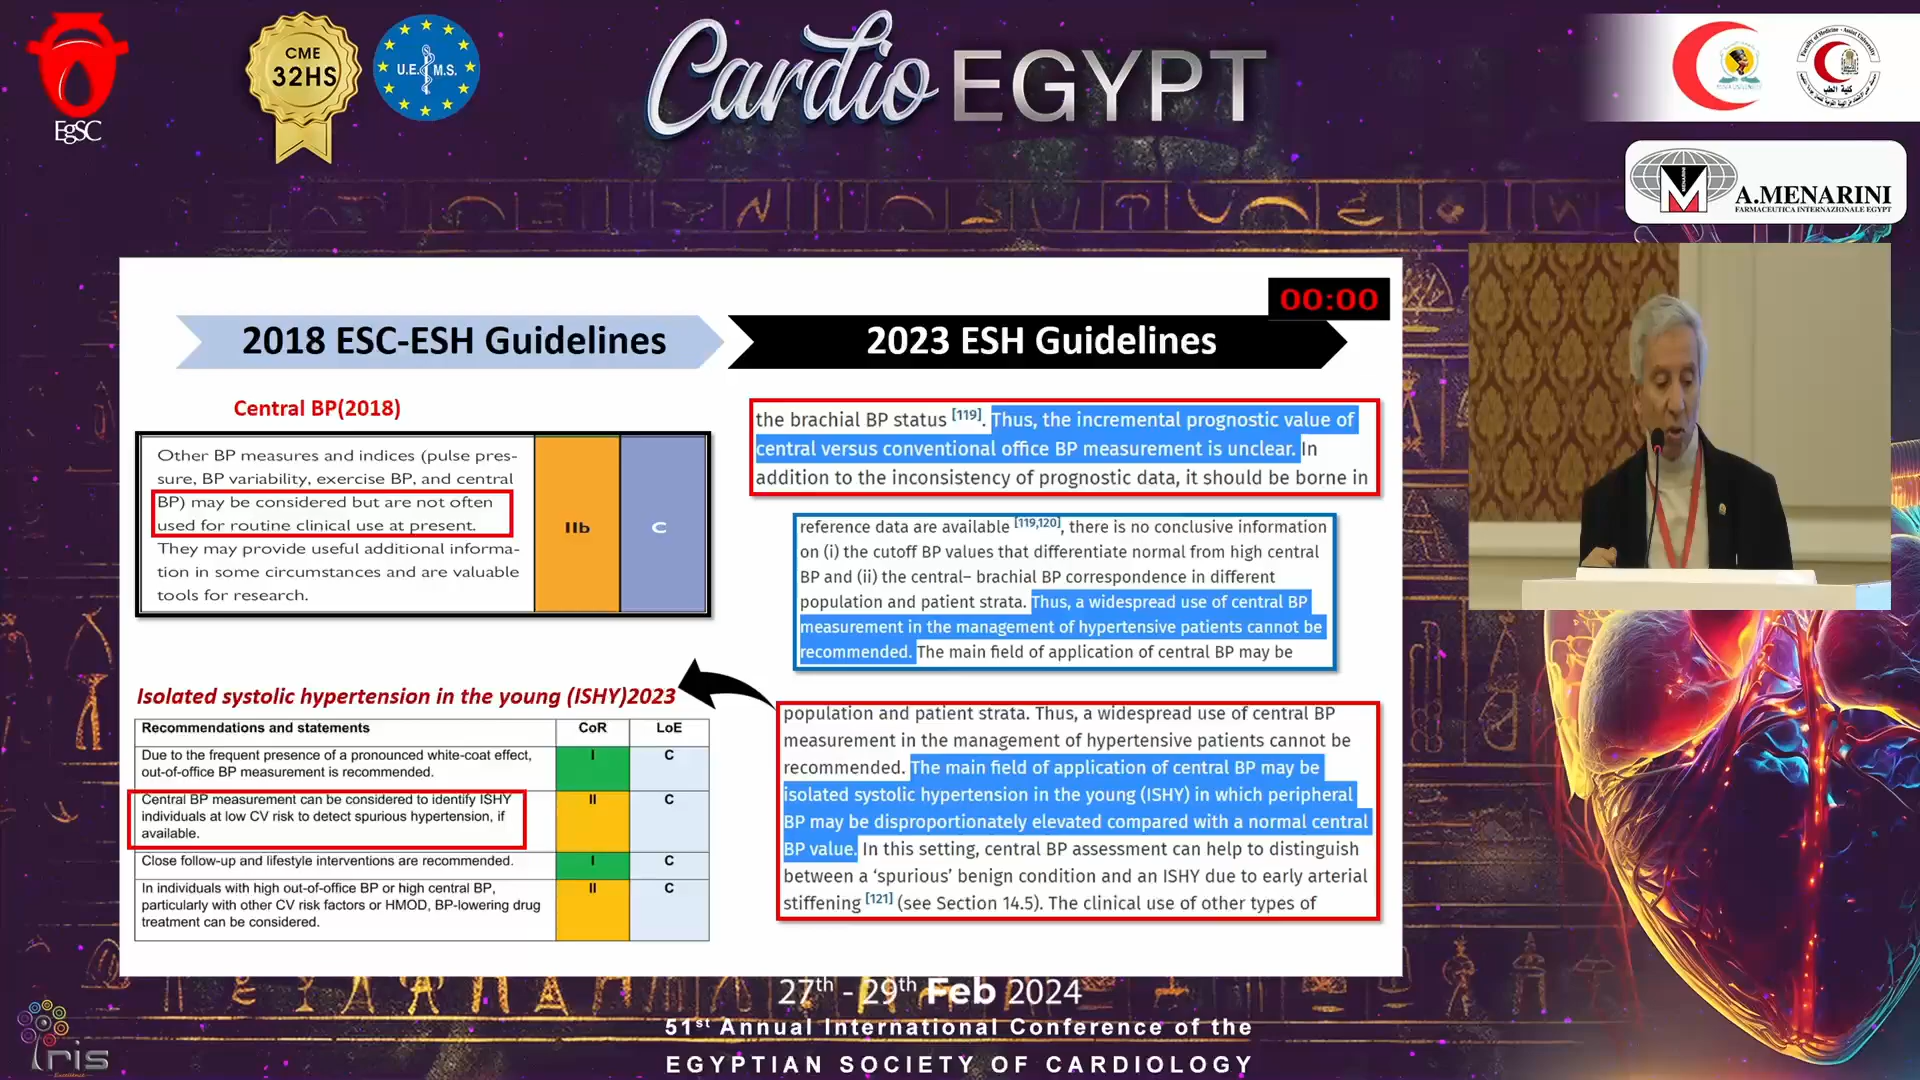 EgSC
CME
32HS
U.E.M.S.
Cardio EGYPT
A.MENARINI
FARMACEUTICA INTERNAZIONALE EGYPT
00:00
2018 ESC-ESH Guidelines
2023 ESH Guidelines
Central BP(2018)
Other BP measures and indices (pulse pres-
sure, BP variability, exercise BP, and central
BP) may be considered but are not often
used for routine clinical use at present.
They may provide useful additional informa-
tion in some circumstances and are valuable
tools for research.
IIb
C
the brachial BP status [119]. Thus, the incremental prognostic value of
central versus conventional office BP measurement is unclear. In
addition to the inconsistency of prognostic data, it should be borne in
reference data are available [119,120], there is no conclusive information
on (i) the cutoff BP values that differentiate normal from high central
BP and (ii) the central– brachial BP correspondence in different
population and patient strata. Thus, a widespread use of central BP
measurement in the management of hypertensive patients cannot be
recommended. The main field of application of central BP may be
Isolated systolic hypertension in the young (ISHY)2023
Recommendations and statements CoR LoE
Due to the frequent presence of a pronounced white-coat effect,
out-of-office BP measurement is recommended.
I C
Central BP measurement can be considered to identify ISHY
individuals at low CV risk to detect spurious hypertension, if
available.
II C
Close follow-up and lifestyle interventions are recommended. I C
In individuals with high out-of-office BP or high central BP,
particularly with other CV risk factors or HMOD, BP-lowering drug
treatment can be considered.
II C
population and patient strata. Thus, a widespread use of central BP
measurement in the management of hypertensive patients cannot be
recommended. The main field of application of central BP may be
isolated systolic hypertension in the young (ISHY) in which peripheral
BP may be disproportionately elevated compared with a normal central
BP value. In this setting, central BP assessment can help to distinguish
between a ‘spurious’ benign condition and an ISHY due to early arterial
stiffening [121] (see Section 14.5). The clinical use of other types of
27th - 29th Feb 2024
51st Annual International Conference of the
EGYPTIAN SOCIETY OF CARDIOLOGY
Iris